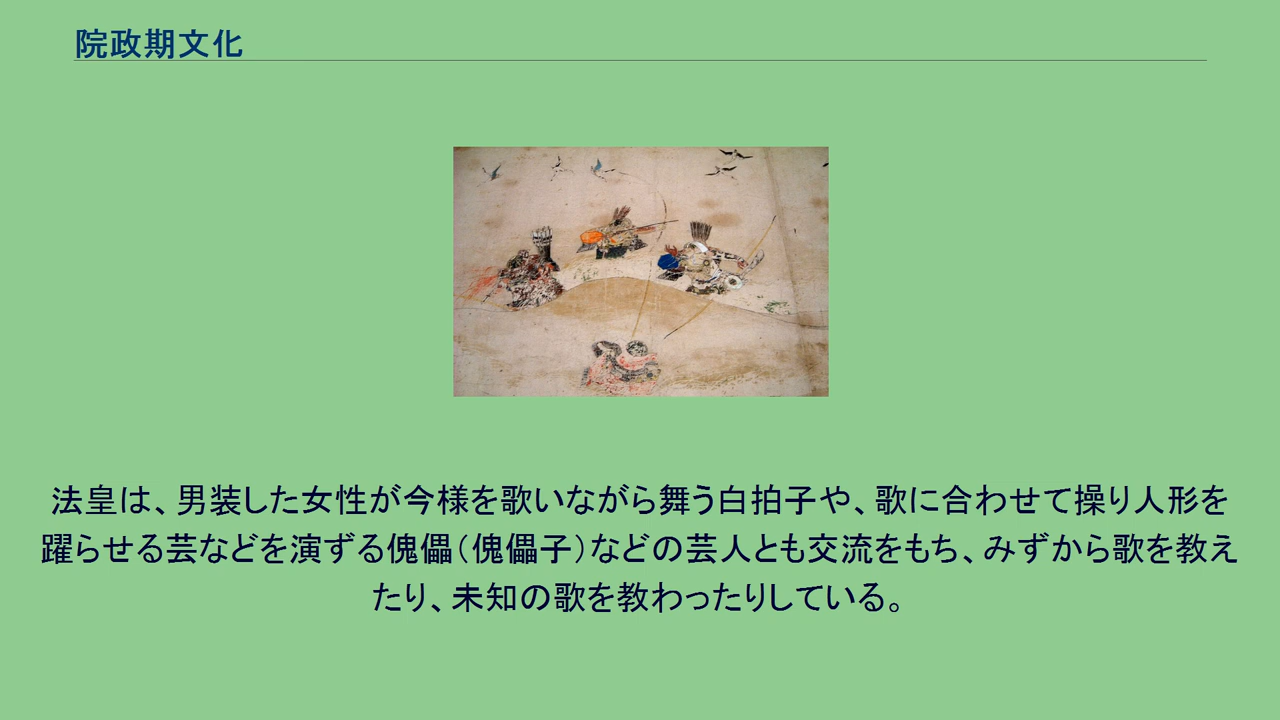 院政期文化
法皇は、男装した女性が今様を歌いながら舞う白拍子や、歌に合わせて操り人形を
躍らせる芸などを演ずる傀儡（傀儡子）などの芸人とも交流をもち、みずから歌を教え
たり、未知の歌を教わったりしている。